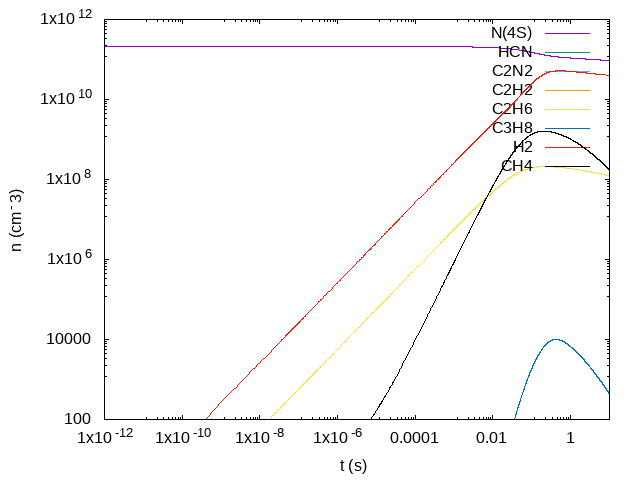 1x10^12
1x10^10
1x10^8
1x10^6
10000
100
n (cm^-3)
N(4S)
HCN
C2N2
C2H2
C2H6
C3H8
H2
CH4
1x10^-12 1x10^-10 1x10^-8 1x10^-6 0.0001 0.01 1
t (s)